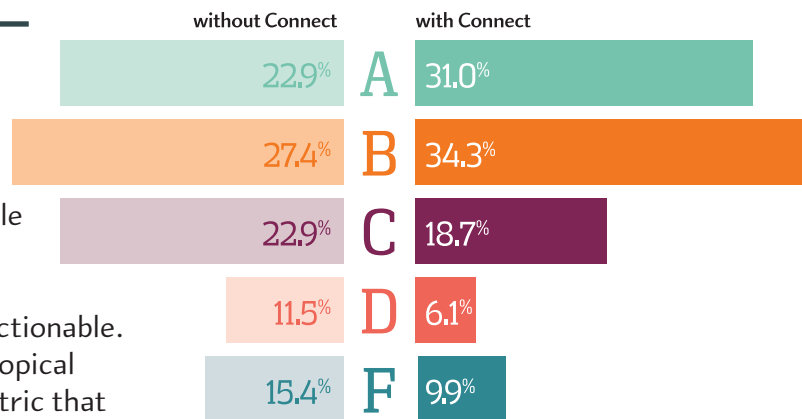 without Connect with Connect
22.9% A 31.0%
27.4% B 34.3%
22.9% C 18.7%
11.5% D 6.1%
15.4% F 9.9%
le
ctionable.
opical
tric that